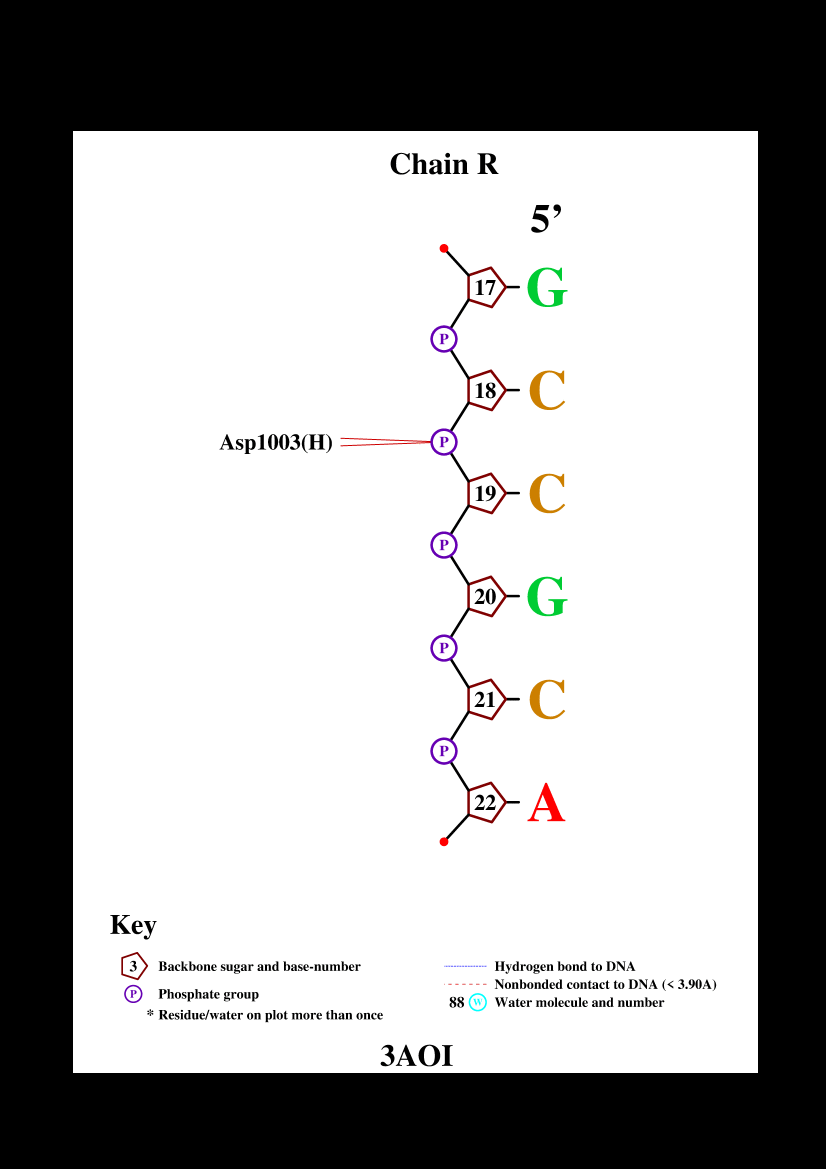 Chain R
5’
17 G
P
18 C
Asp1003(H) P
19 C
P
20 G
P
21 C
P
22 A
Key
3 Backbone sugar and base-number
P Phosphate group
* Residue/water on plot more than once
Hydrogen bond to DNA
Nonbonded contact to DNA (< 3.90A)
88 W Water molecule and number
3AOI